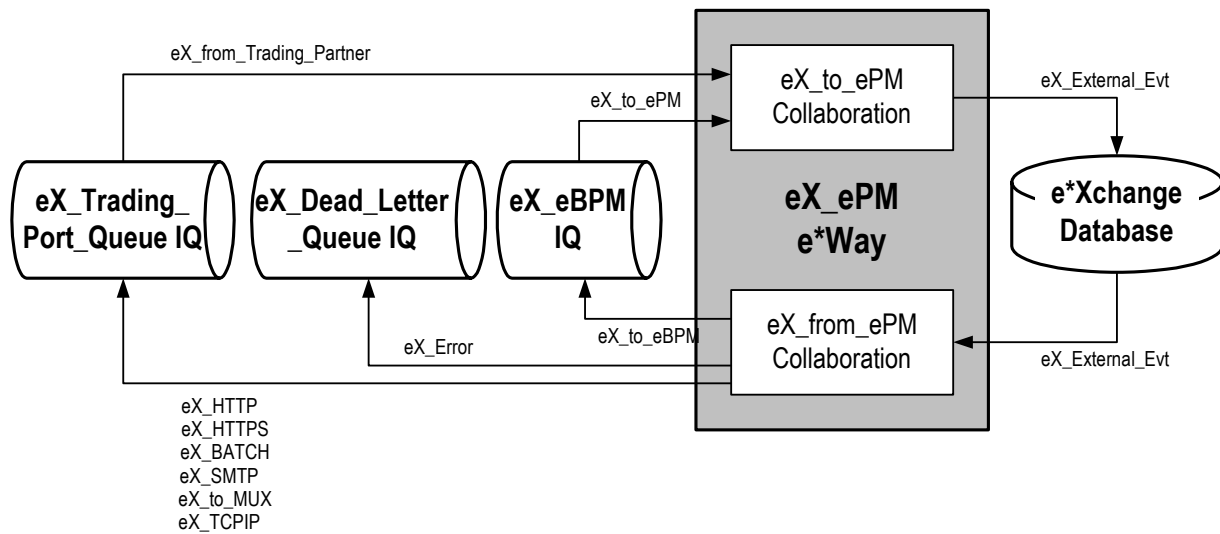 eX_from_Trading_Partner
eX_to_ePM
eX_to_ePM
Collaboration
eX_External_Evt
eX_Trading_
Port_Queue IQ
eX_Dead_Letter
_Queue IQ
eX_eBPM
IQ
eX_ePM
e*Way
e*Xchange
Database
eX_to_eBPM
eX_Error
eX_from_ePM
Collaboration
eX_External_Evt
eX_HTTP
eX_HTTPS
eX_BATCH
eX_SMTP
eX_to_MUX
eX_TCPIP